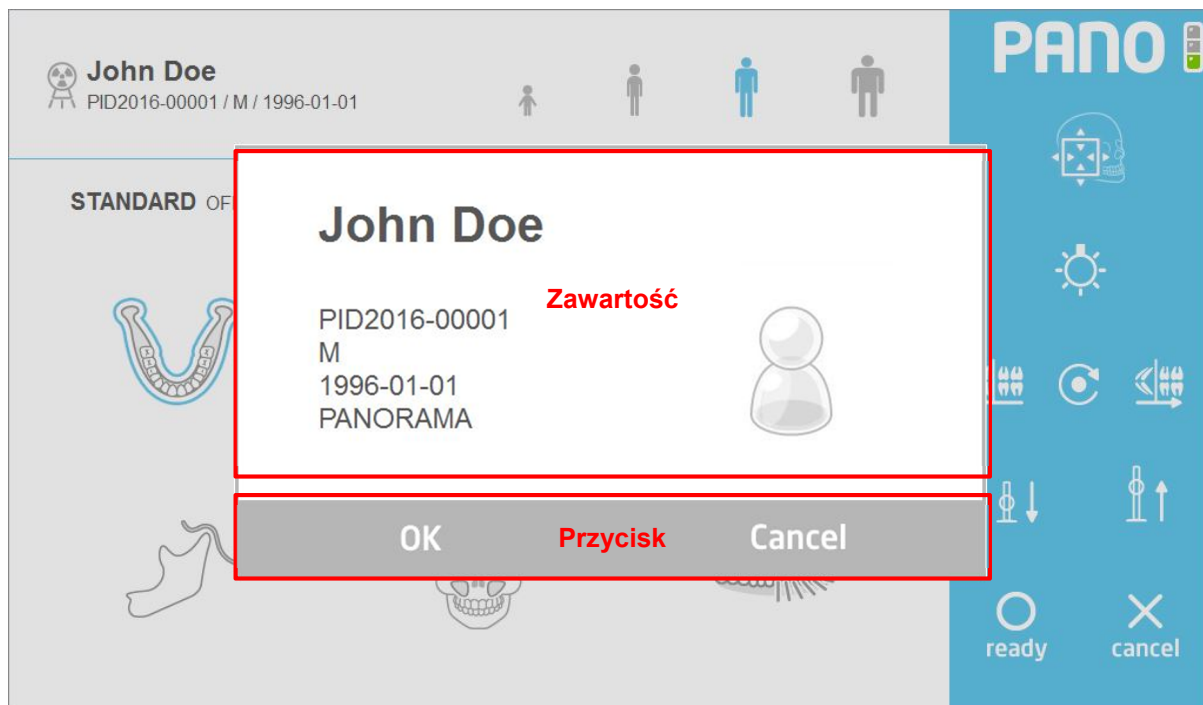 John Doe
PID2016-00001 / M / 1996-01-01
PANO
STANDARD
John Doe
Zawartość
PID2016-00001
M
1996-01-01
PANORAMA
OK
Przycisk
Cancel
ready
cancel